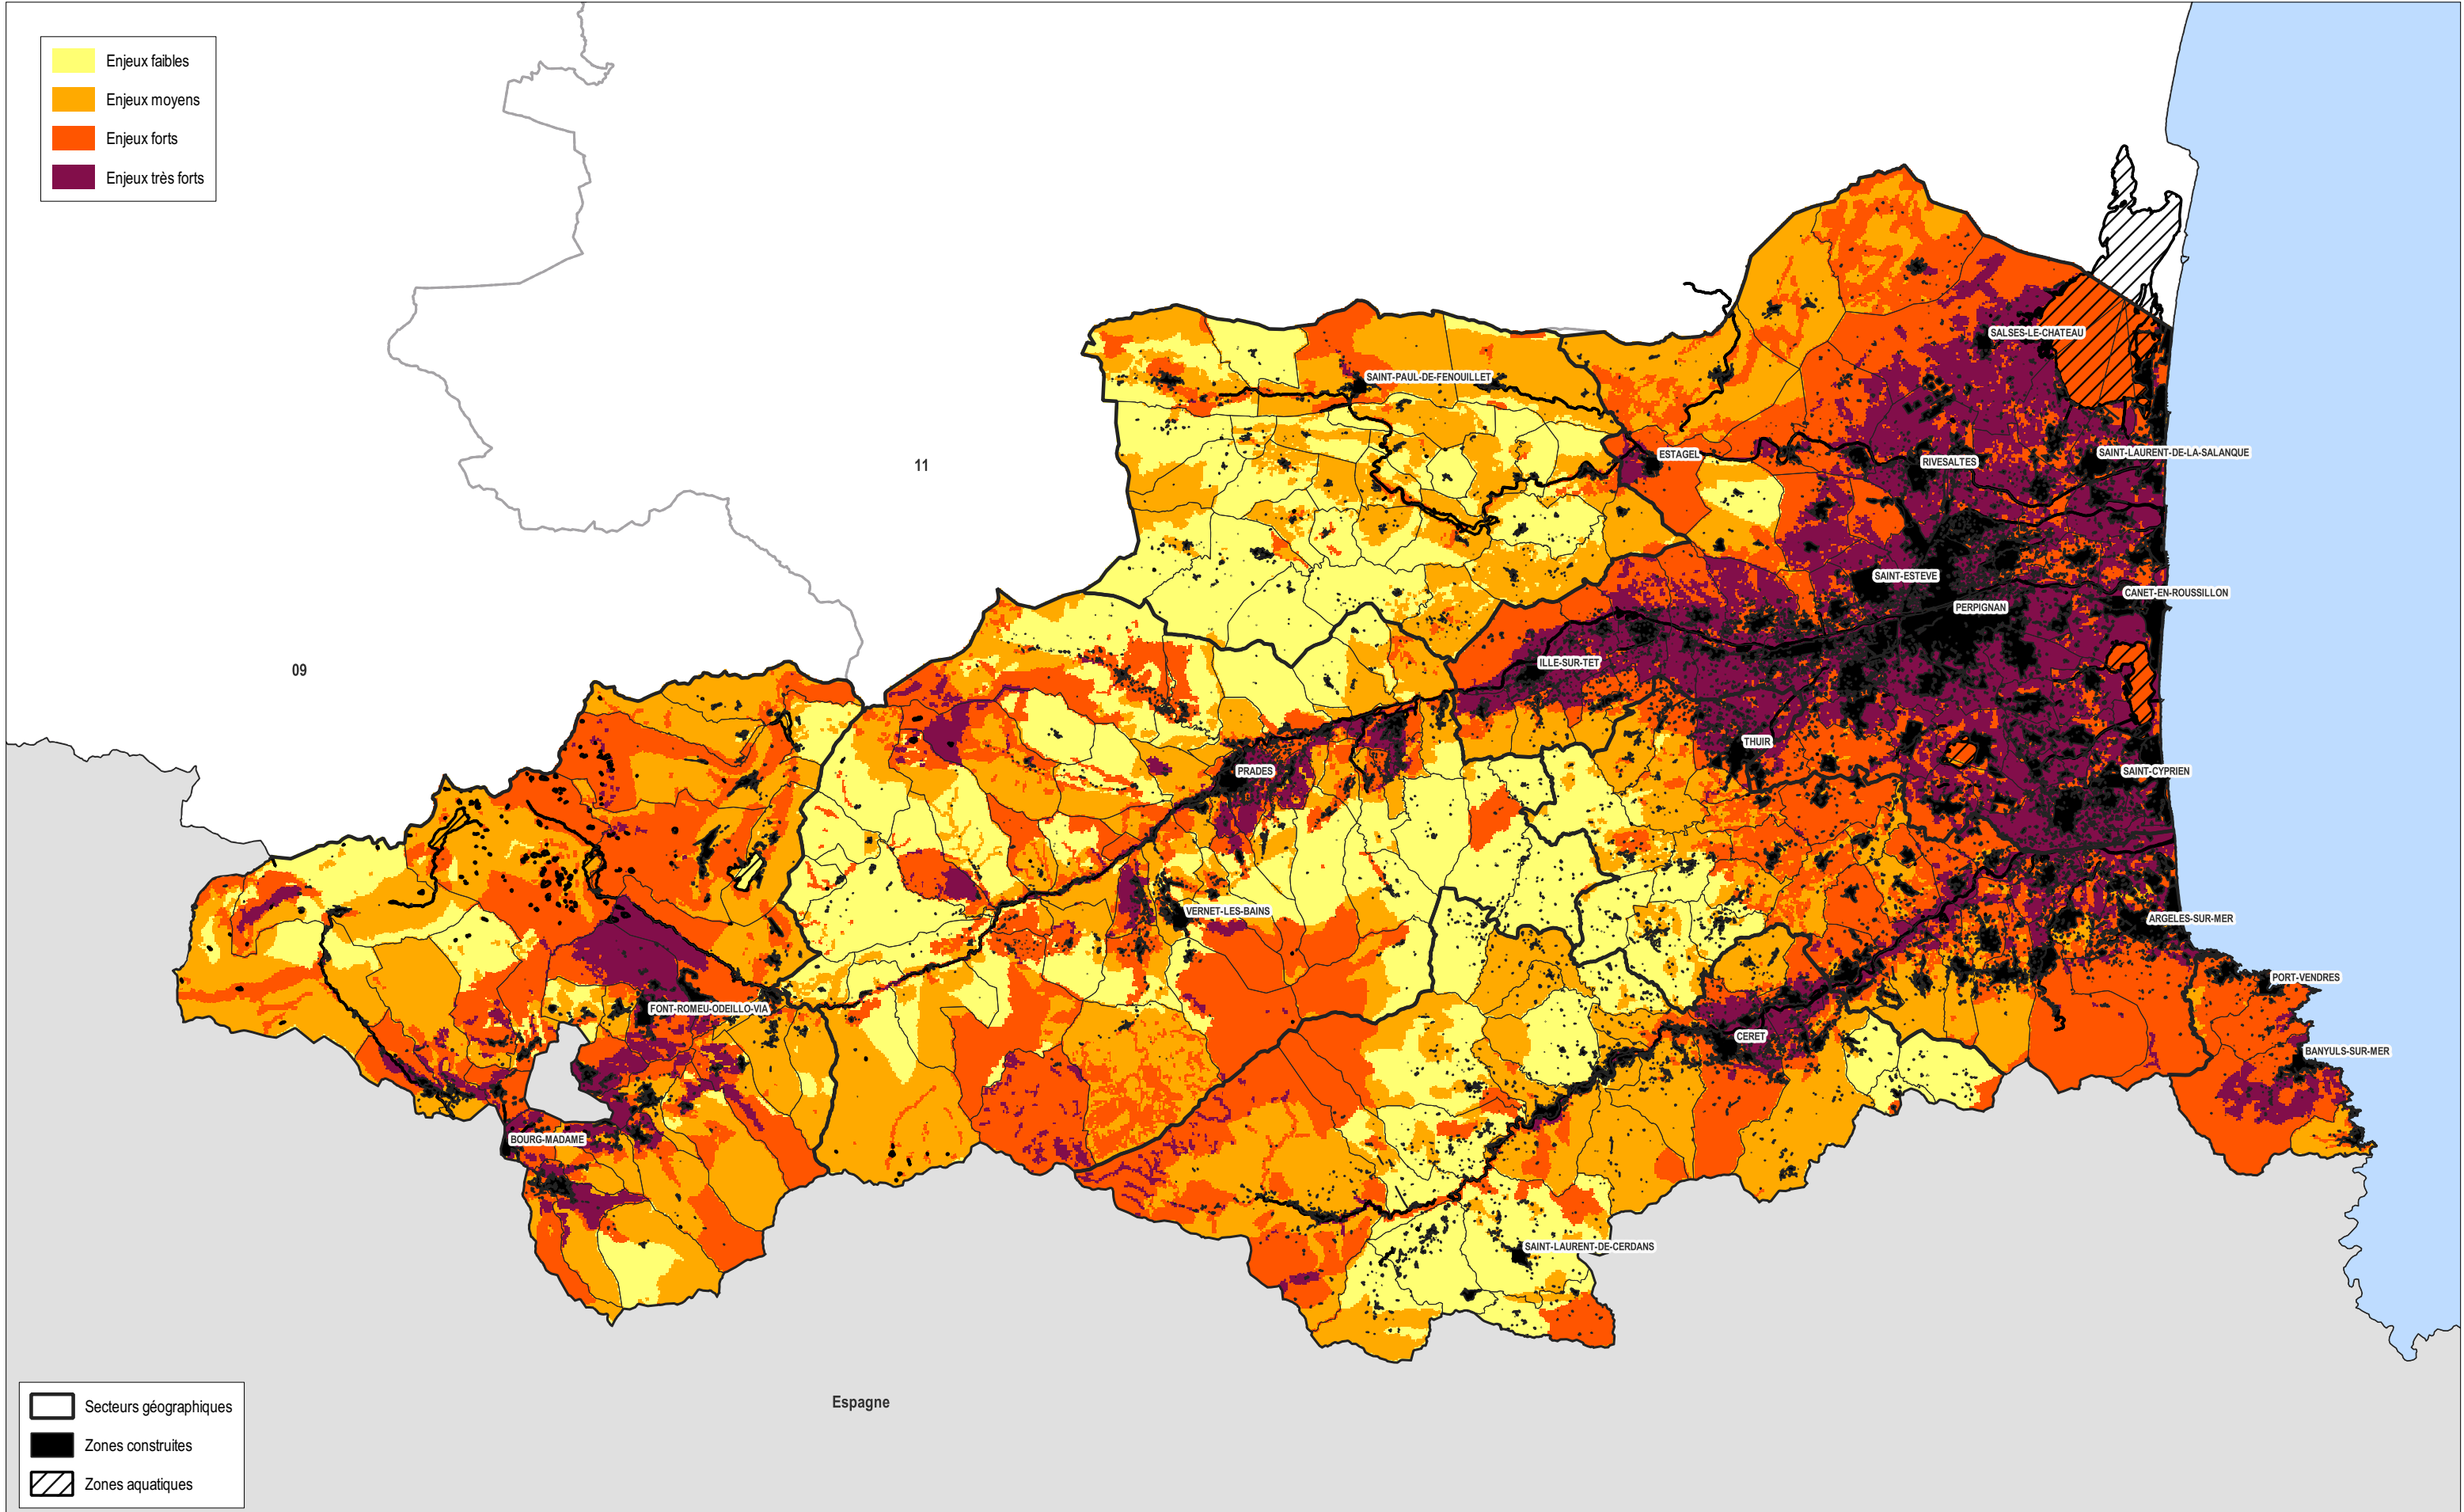 Enjeux faibles
Enjeux moyens
Enjeux forts
Enjeux très forts
SALSES-LE-CHATEAU
SAINT-PAUL-DE-FENOUILLET
SAINT-LAURENT-DE-LA-SALANQUE
ESTAGEL
RIVESALTES
11
SAINT-ESTEVE
CANET-EN-ROUSSILLON
PERPIGNAN
ILLE-SUR-TET
09
THUIR
PRADES
SAINT-CYPRIEN
VERNET-LES-BAINS
ARGELES-SUR-MER
PORT-VENDRES
FONT-ROMEU-ODEILLO-VIA
CERET
BANYULS-SUR-MER
BOURG-MADAME
SAINT-LAURENT-DE-CERDANS
Espagne
Secteurs géographiques
Zones construites
Zones aquatiques